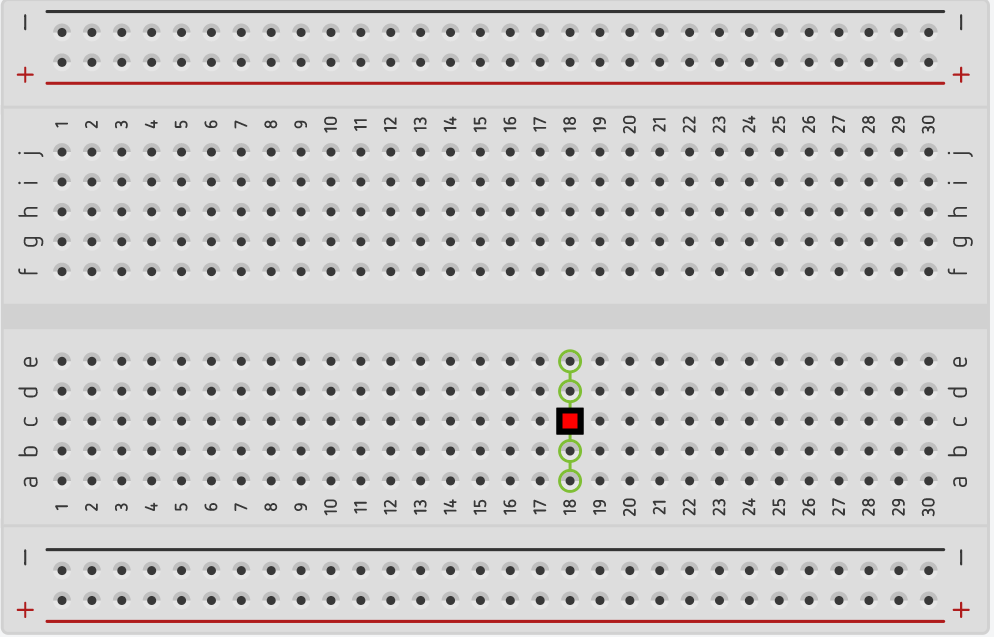 − −
+ +
1 2 3 4 5 6 7 8 9 10 11 12 13 14 15 16 17 18 19 20 21 22 23 24 25 26 27 28 29 30
j j
i i
h h
g g
f f
e e
d d
c c
b b
a a
1 2 3 4 5 6 7 8 9 10 11 12 13 14 15 16 17 18 19 20 21 22 23 24 25 26 27 28 29 30
− −
+ +